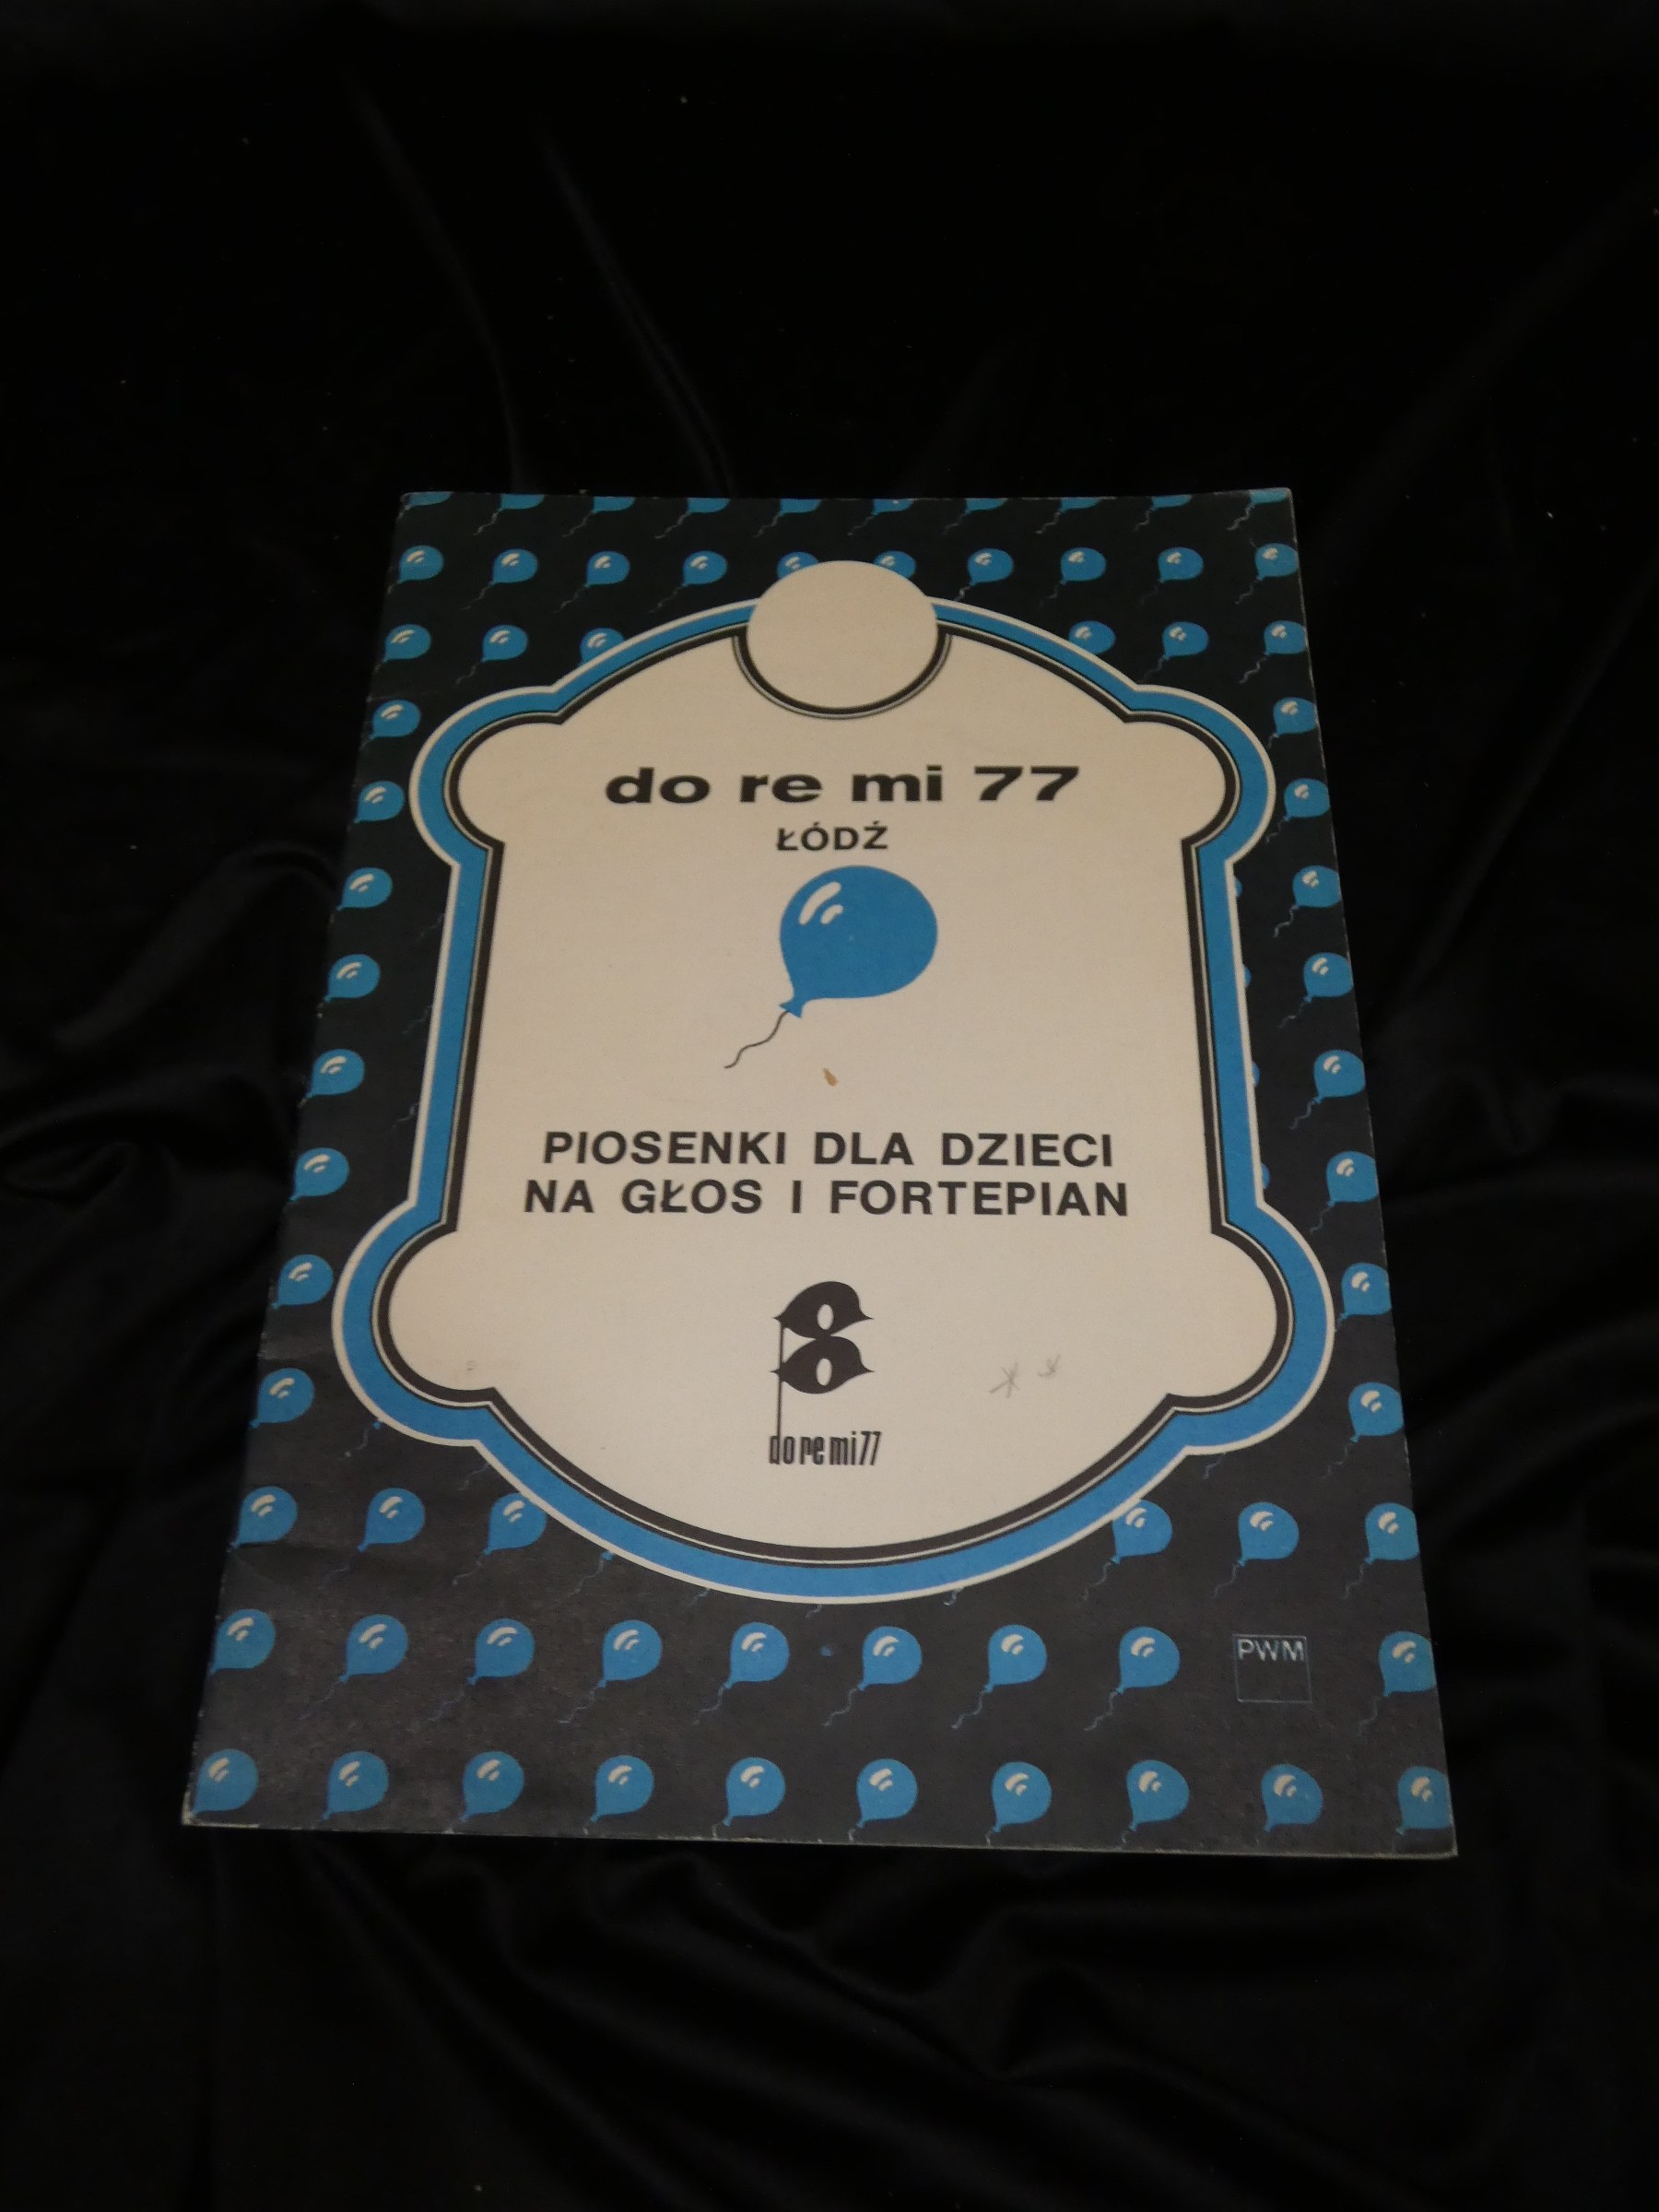 do re mi 77
ŁÓDŹ
PIOSENKI DLA DZIECI
NA GŁOS I FORTEPIAN
do re mi 77
PWM